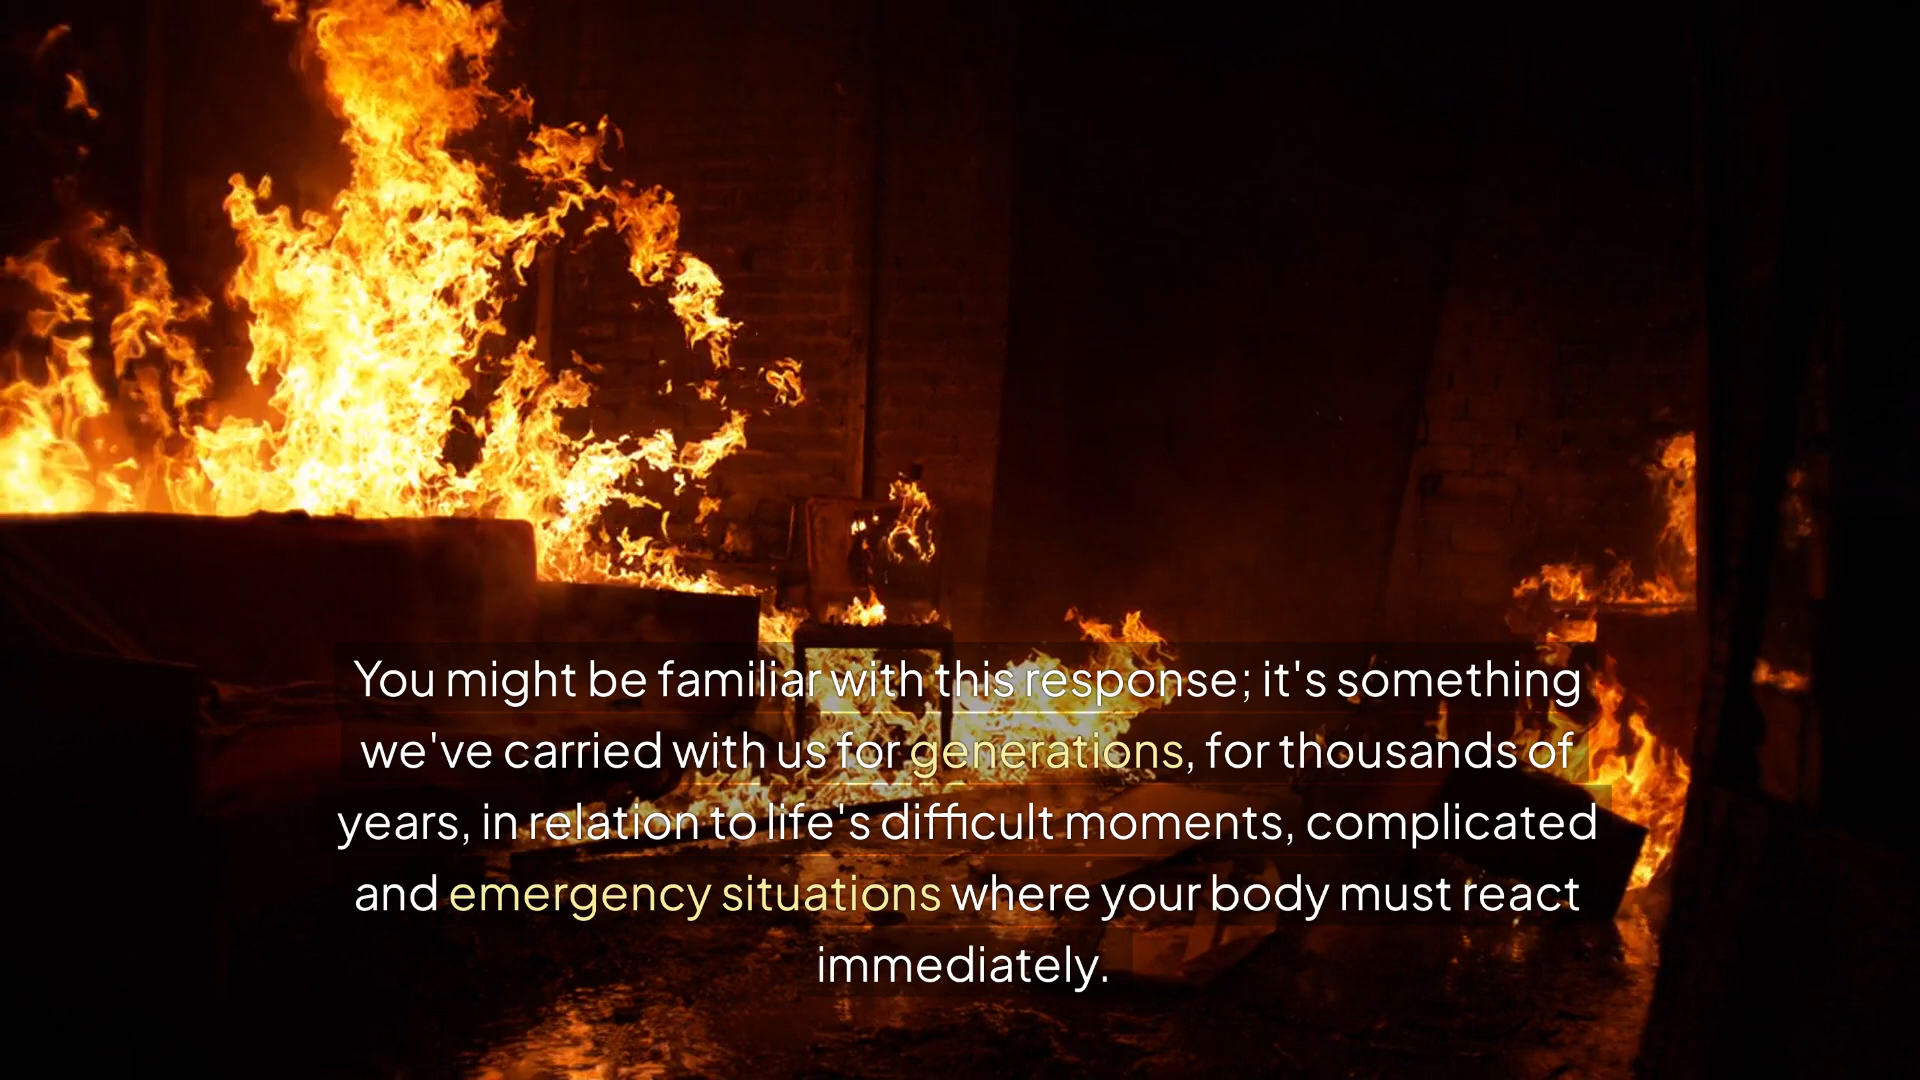 You might be familiar with this response; it's something
we've carried with us for generations, for thousands of
years, in relation to life's difficult moments, complicated
and emergency situations where your body must react
immediately.